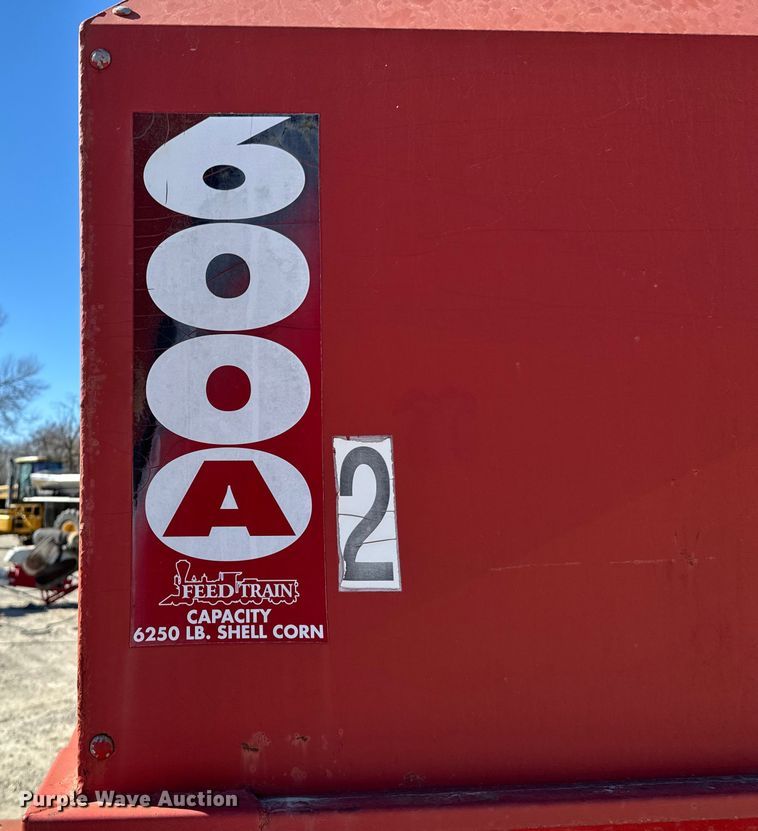 600A
2
FEED TRAIN
CAPACITY
6250 LB. SHELL CORN
Purple Wave Auction